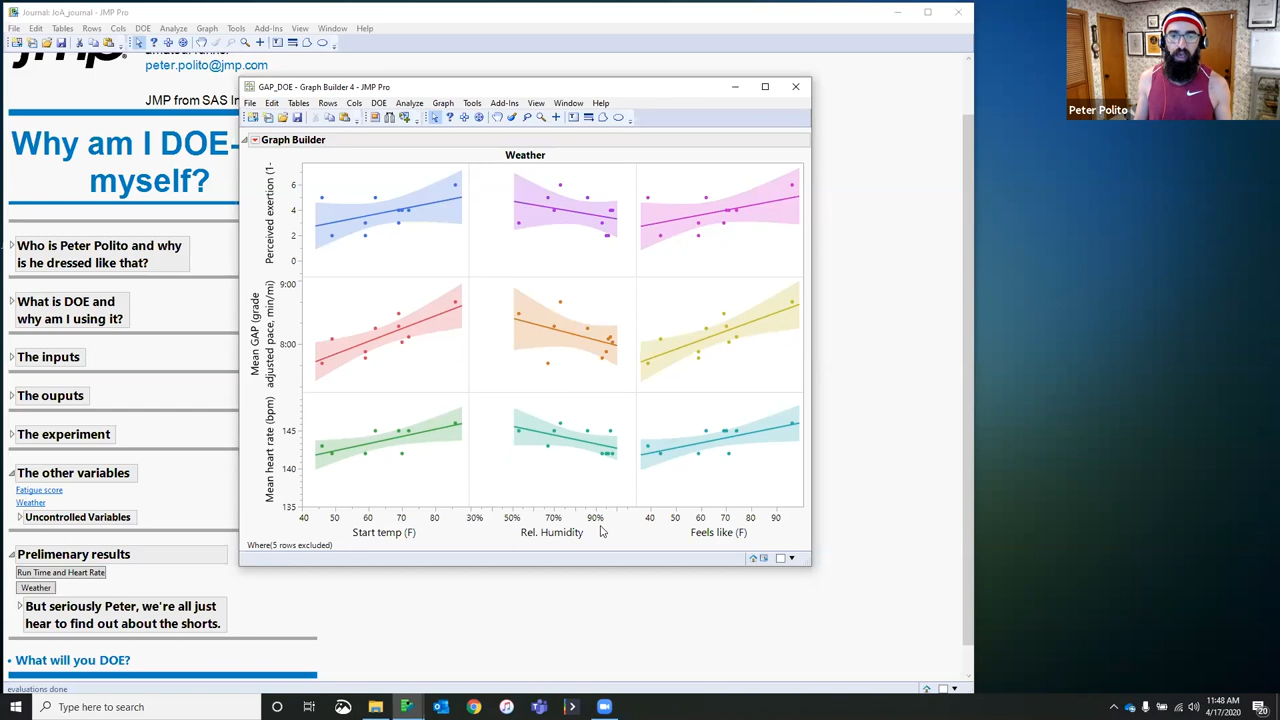 Journal: JcA_journal - JMP Pro
File Edit Tables Rows Cols DOE Analyze Graph Tools Add-Ins View Window Help
jmp
peter.polito@jmp.com
JMP from SAS In
Why am I DOE-
myself?
Who is Peter Polito and why
is he dressed like that?
What is DOE and
why am I using it?
The inputs
The ouputs
The experiment
The other variables
Fatigue score
Weather
Uncontrolled Variables
Prelimenary results
Run Time and Heart Rate
Weather
But seriously Peter, we're all just
hear to find out about the shorts.
• What will you DOE?
evaluations done
GAP_DOE - Graph Builder 4 - JMP Pro
File Edit Tables Rows Cols DOE Analyze Graph Tools Add-Ins View Window Help
Graph Builder
Weather
Perceived exertion (1-
6
4
2
0
Mean GAP (grade
adjusted pace, min/mi)
9:00
8:00
Mean heart rate (bpm)
145
140
135
40 50 60 70 80 30% 50% 70% 90% 40 50 60 70 80 90
Start temp (F) Rel. Humidity Feels like (F)
Where(5 rows excluded)
Peter Polito
Type here to search
11:48 AM
4/17/2020
20